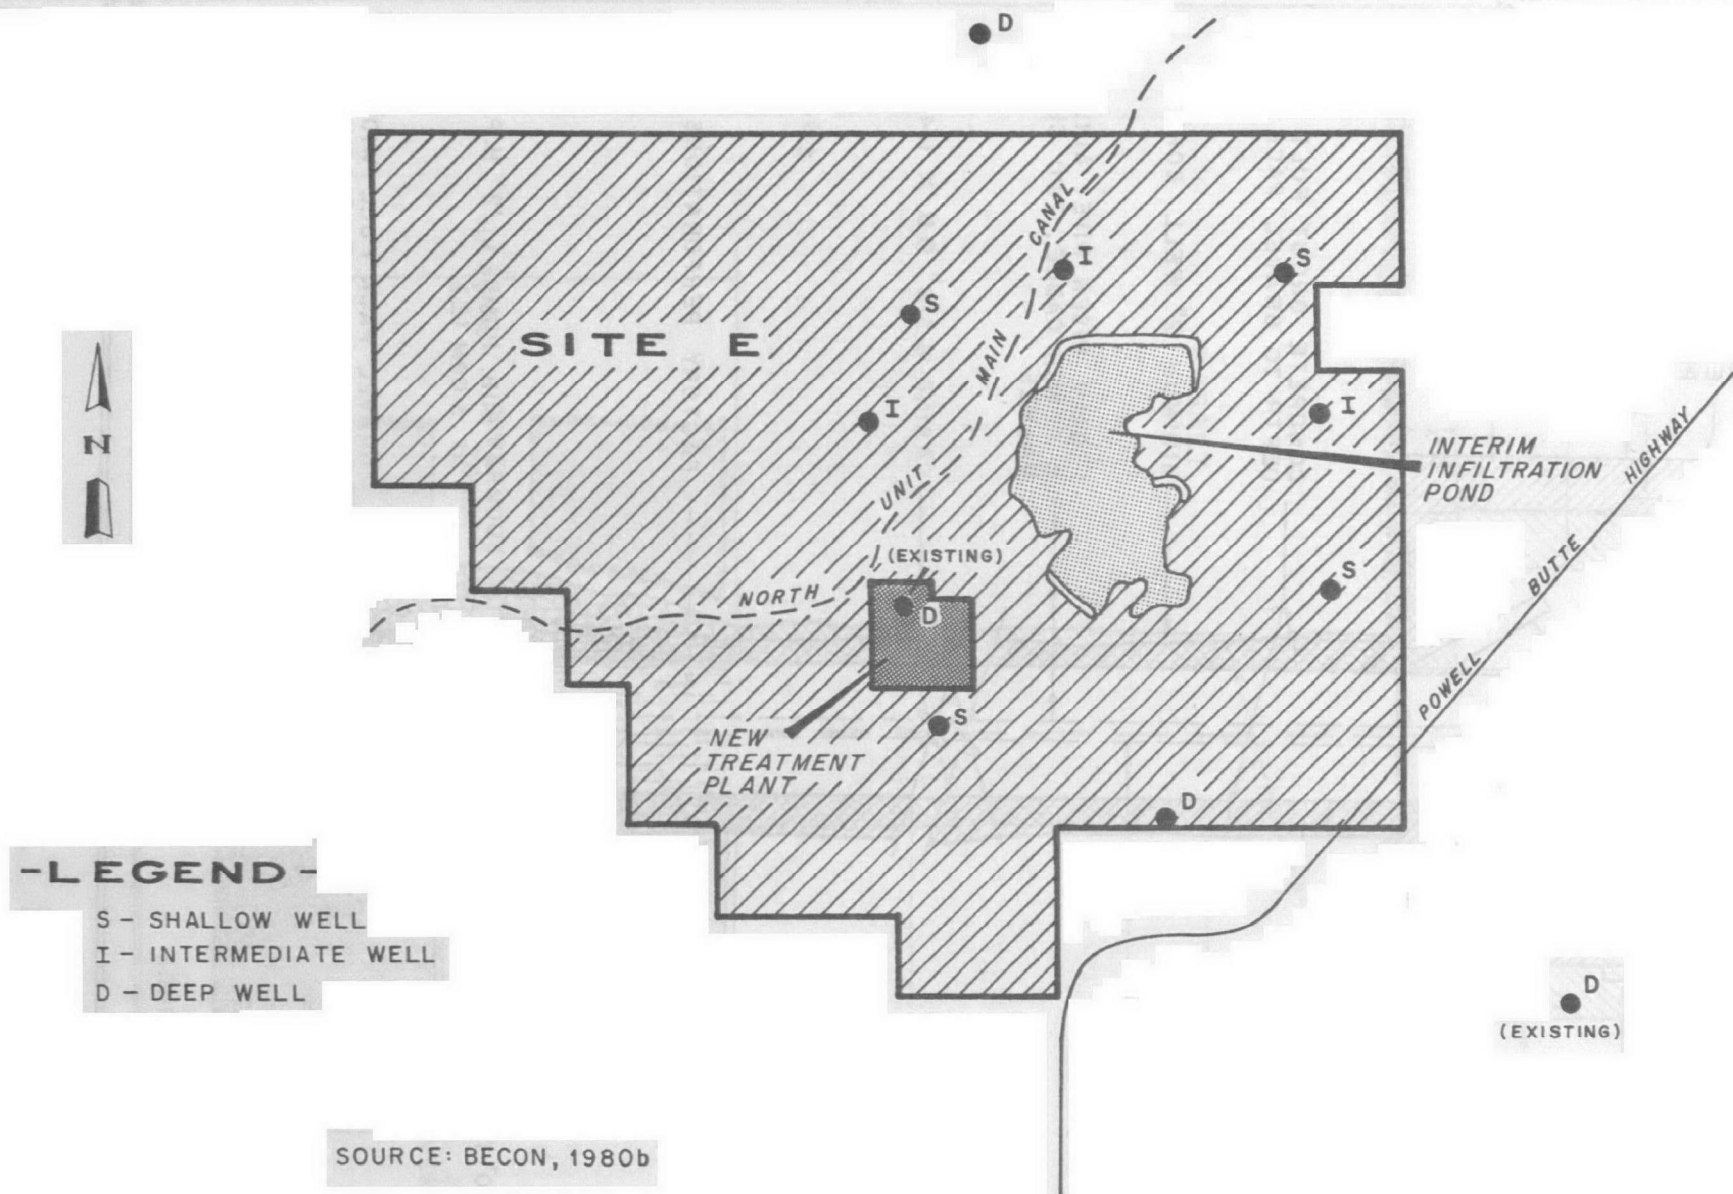 D
CANAL
I
S
S
SITE E
MAIN
N
I
I
INTERIM
INFILTRATION
POND
HIGHWAY
UNIT
(EXISTING)
BUTTE
S
NORTH
D
POWELL
S
NEW
TREATMENT
PLANT
D
-LEGEND-
S - SHALLOW WELL
I - INTERMEDIATE WELL
D - DEEP WELL
D
(EXISTING)
SOURCE: BECON, 1980b